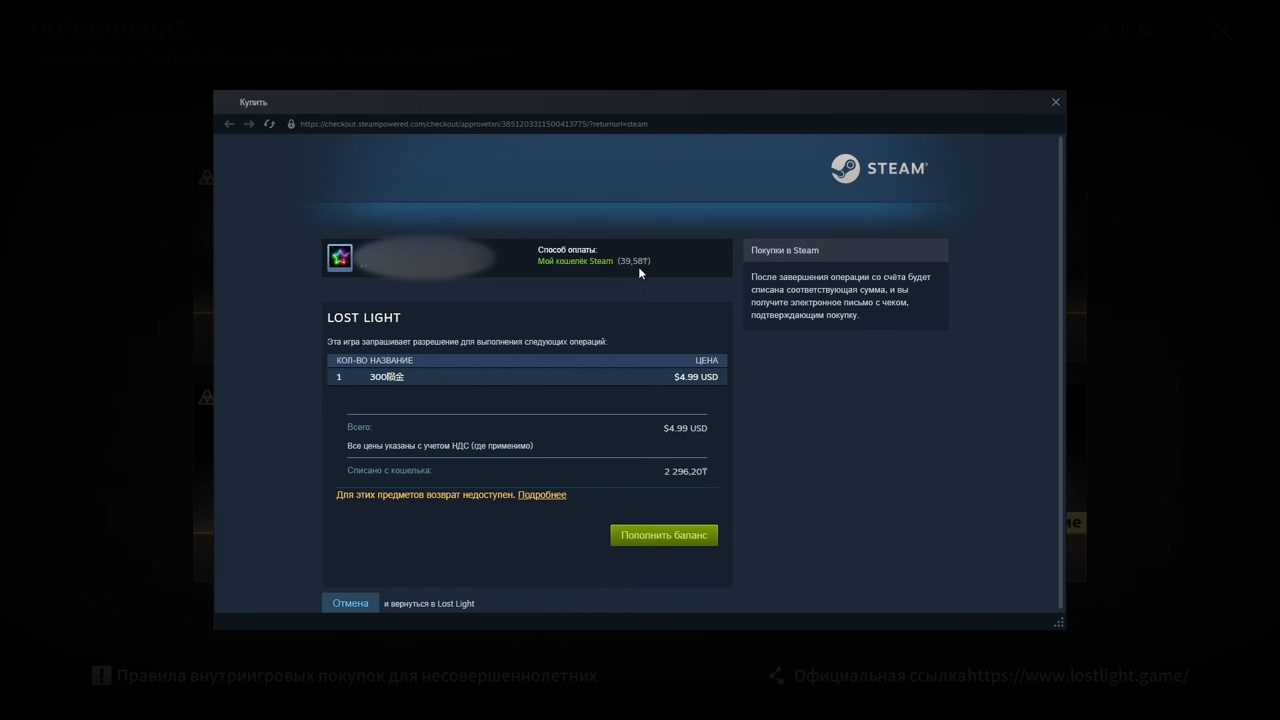 ПОПОЛНЕНИЕ
Купить
https://checkout.steampowered.com/checkout/approvetxn/3851203311500413775/?returnurl=steam
STEAM®
Способ оплаты:
Мой кошелёк Steam (39,58₸)
Покупки в Steam
После завершения операции со счёта будет
списана соответствующая сумма, и вы
получите электронное письмо с чеком,
подтверждающим покупку.
LOST LIGHT
Эта игра запрашивает разрешение для выполнения следующих операций:
КОЛ-ВО НАЗВАНИЕ ЦЕНА
1 300陨金 $4.99 USD
Всего: $4.99 USD
Все цены указаны с учетом НДС (где применимо)
Списано с кошелька: 2 296,20₸
Для этих предметов возврат недоступен. Подробнее
Пополнить баланс
Отмена и вернуться в Lost Light
Правила внутриигровых покупок для несовершеннолетних
Официальная ссылкаhttps://www.lostlight.game/